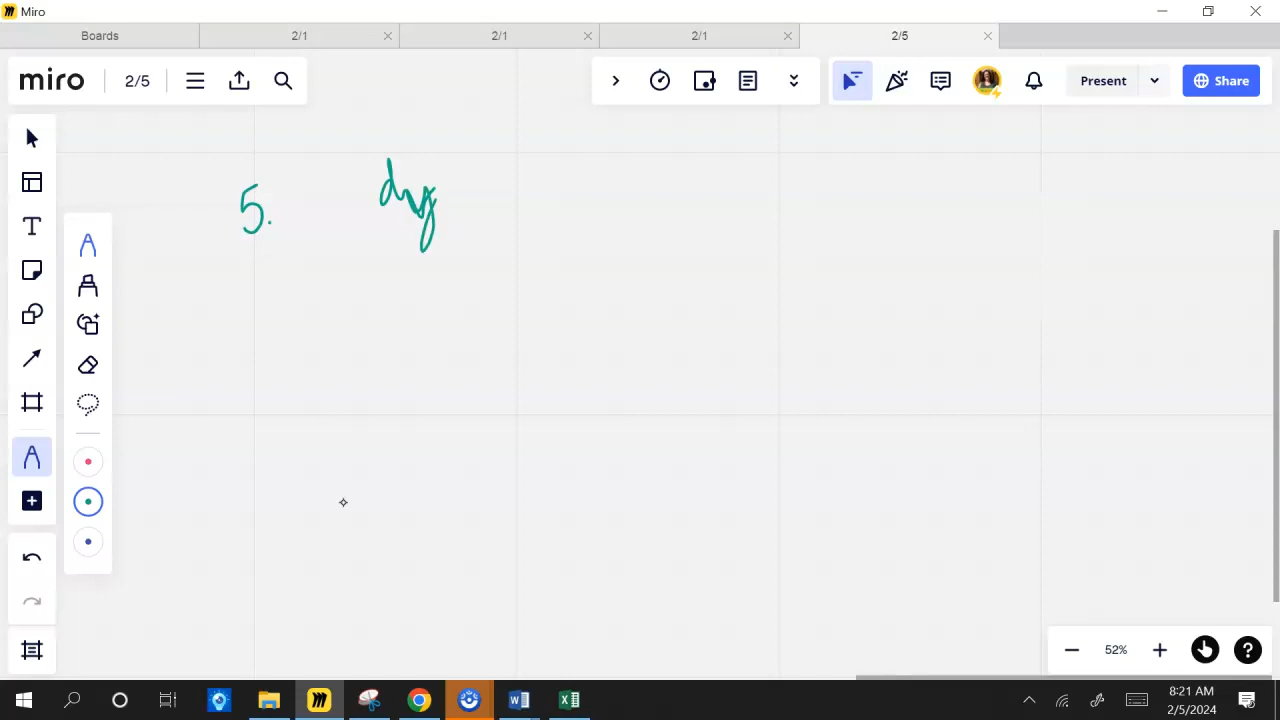 Miro
Boards 2/1 2/1 2/1 2/5
miro 2/5 Present Share
5. dy
52%
8:21 AM
2/5/2024